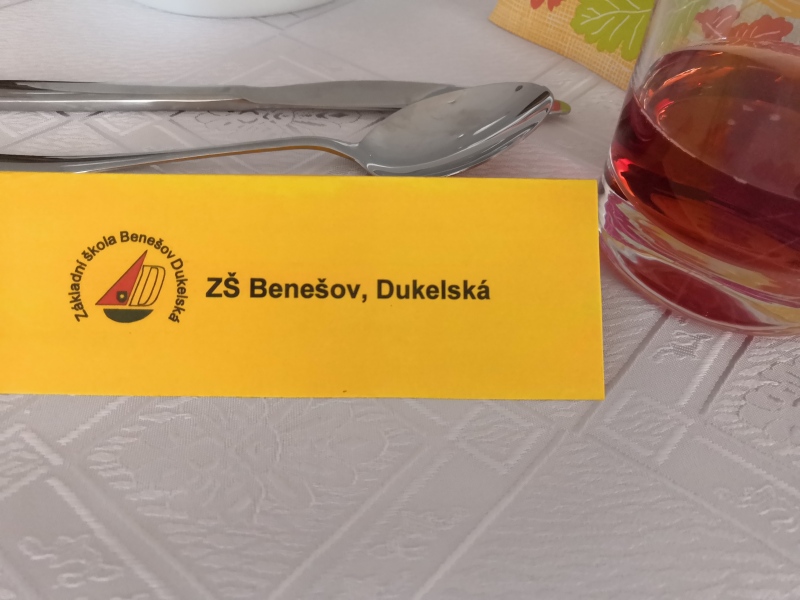 Základní škola Benešov Dukelská
ZŠ Benešov, Dukelská